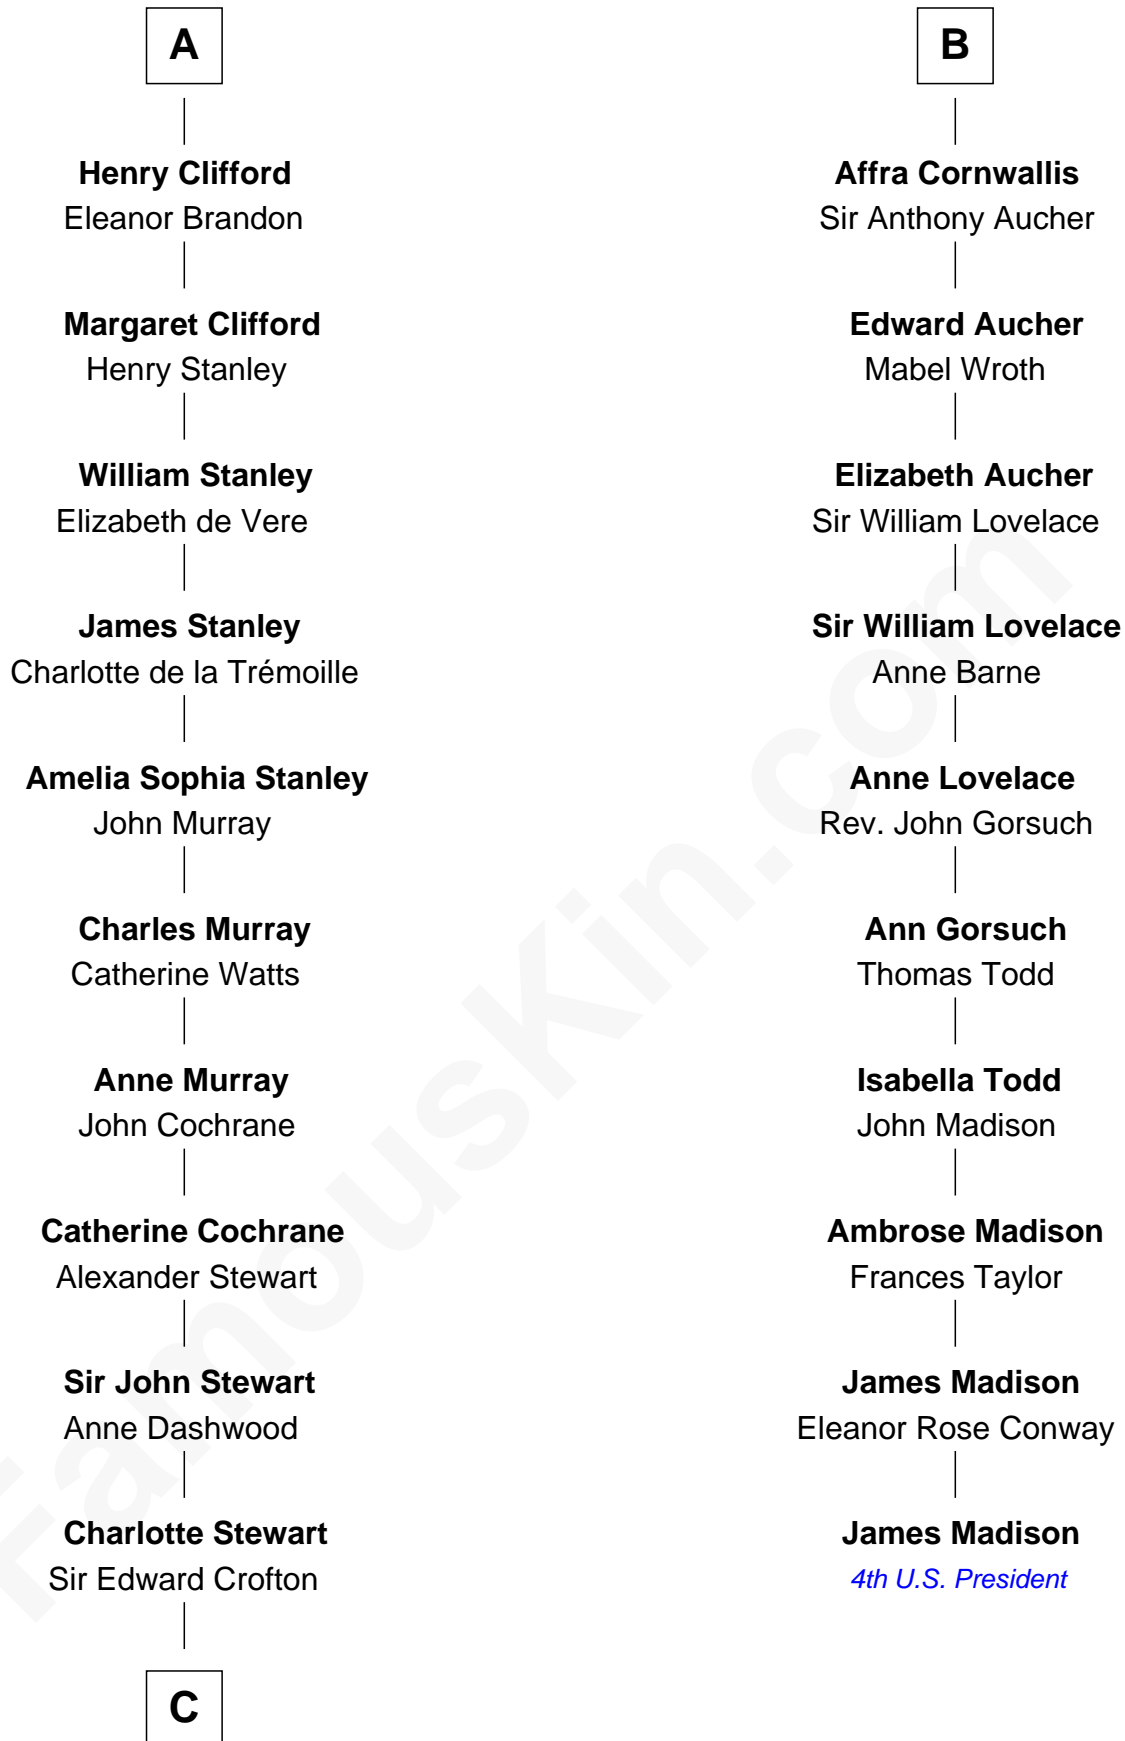 A
Henry Clifford
Eleanor Brandon
Margaret Clifford
Henry Stanley
William Stanley
Elizabeth de Vere
James Stanley
Charlotte de la Trémoille
Amelia Sophia Stanley
John Murray
Charles Murray
Catherine Watts
Anne Murray
John Cochrane
Catherine Cochrane
Alexander Stewart
Sir John Stewart
Anne Dashwood
Charlotte Stewart
Sir Edward Crofton
C
B
Affra Cornwallis
Sir Anthony Aucher
Edward Aucher
Mabel Wroth
Elizabeth Aucher
Sir William Lovelace
Sir William Lovelace
Anne Barne
Anne Lovelace
Rev. John Gorsuch
Ann Gorsuch
Thomas Todd
Isabella Todd
John Madison
Ambrose Madison
Frances Taylor
James Madison
Eleanor Rose Conway
James Madison
4th U.S. President
FamousKin.com